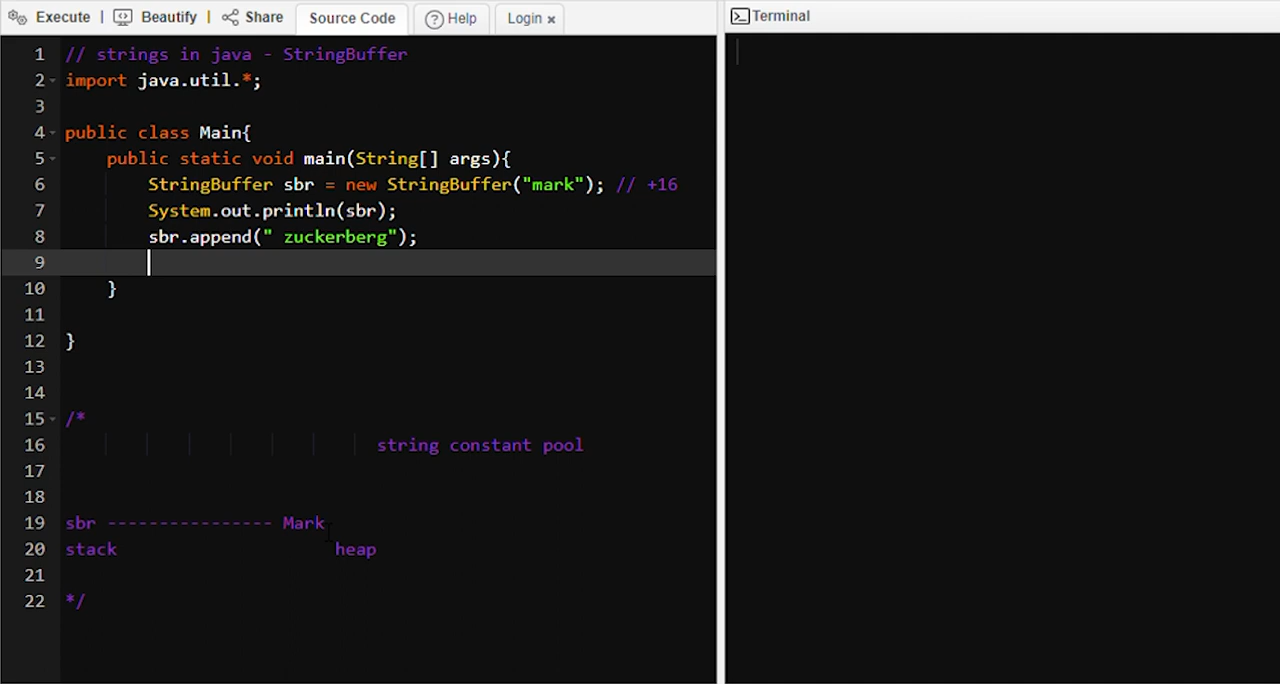 Execute | Beautify | Share Source Code Help Login × Terminal
1 // strings in java - StringBuffer
2 import java.util.*;
3
4 public class Main{
5 public static void main(String[] args){
6 StringBuffer sbr = new StringBuffer("mark"); // +16
7 System.out.println(sbr);
8 sbr.append(" zuckerberg");
9
10 }
11
12 }
13
14
15 /*
16 string constant pool
17
18
19 sbr ---------------- Mark
20 stack heap
21
22 */